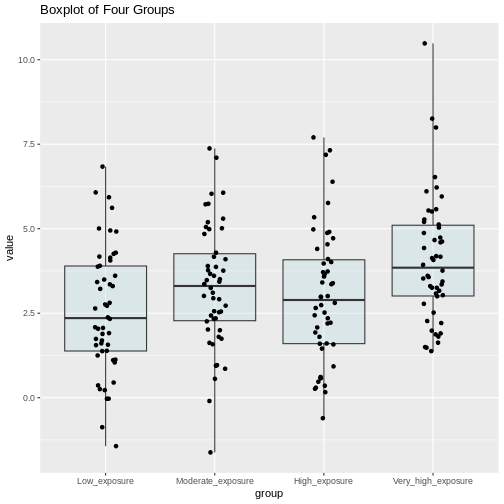 Boxplot of Four Groups
value
10.0
7.5
5.0
2.5
0.0
Low_exposure Moderate_exposure High_exposure Very_high_exposure
group